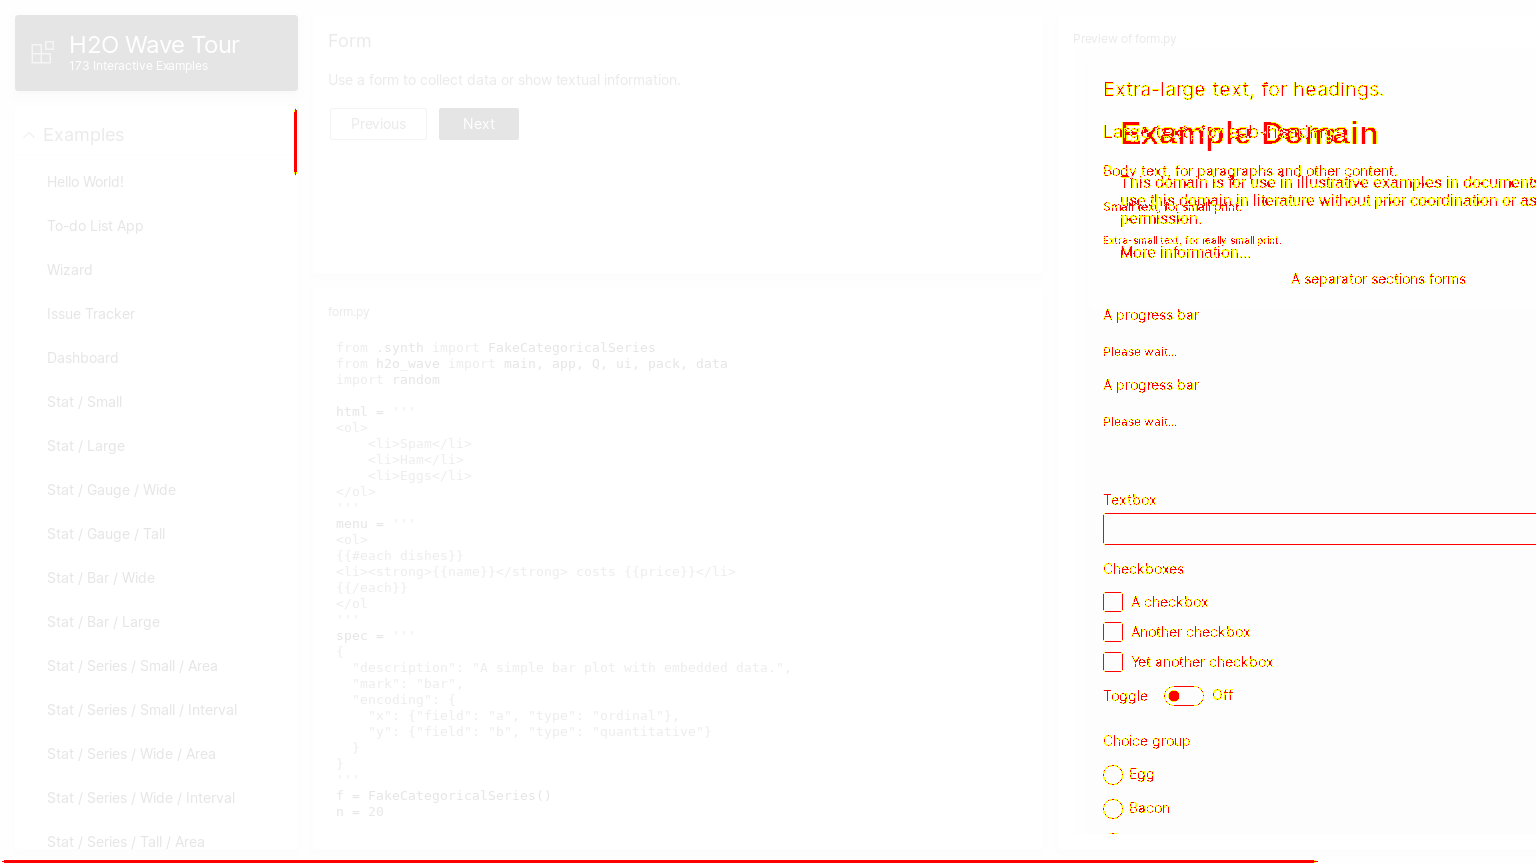 H2O Wave Tour
173 Interactive Examples
Examples
Hello World!
To-do List App
Wizard
Issue Tracker
Dashboard
Stat / Small
Stat / Large
Stat / Gauge / Wide
Stat / Gauge / Tall
Stat / Bar / Wide
Stat / Bar / Large
Stat / Series / Small / Area
Stat / Series / Small / Interval
Stat / Series / Wide / Area
Stat / Series / Wide / Interval
Stat / Series / Tall / Area
Form
Use a form to collect data or show textual information.
Previous
Next
form.py
from .synth import FakeCategoricalSeries
from h2o_wave import main, app, Q, ui, pack, data
import random
html = '''
<ol>
    <li>Spam</li>
    <li>Ham</li>
    <li>Eggs</li>
</ol>
'''
menu = '''
<ol>
{{#each dishes}}
<li><strong>{{name}}</strong> costs {{price}}</li>
{{/each}}
</ol
'''
spec = '''
{
  "description": "A simple bar plot with embedded data.",
  "mark": "bar",
  "encoding": {
    "x": {"field": "a", "type": "ordinal"},
    "y": {"field": "b", "type": "quantitative"}
  }
}
'''
f = FakeCategoricalSeries()
n = 20
Preview of form.py
Extra-large text, for headings.
Example Domain
Body text, for paragraphs and other content.
This domain is for use in illustrative examples in document
use this domain in literature without prior coordination or as
Small text, for small print.
permission.
Extra-small text, for really small print.
More information...
A separator sections forms
A progress bar
Please wait...
A progress bar
Please wait...
Textbox
Checkboxes
A checkbox
Another checkbox
Yet another checkbox
Toggle
Off
Choice group
Egg
Bacon